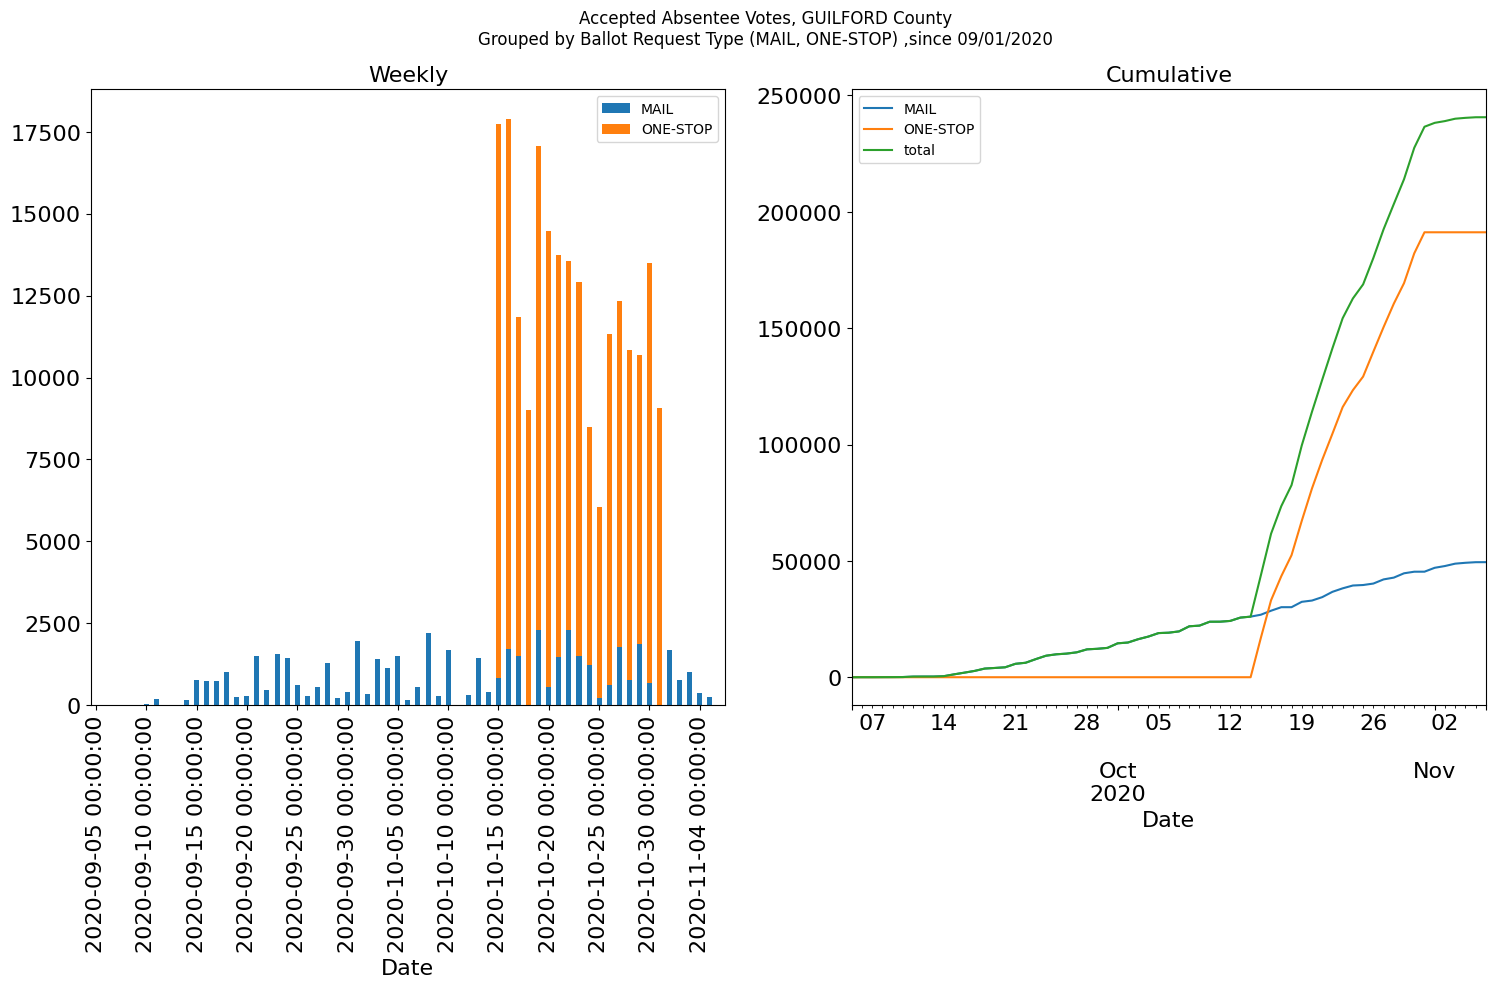 Accepted Absentee Votes, GUILFORD County
Grouped by Ballot Request Type (MAIL, ONE-STOP) ,since 09/01/2020
Weekly
MAIL
ONE-STOP
17500
15000
12500
10000
7500
5000
2500
0
2020-09-05 00:00:00
2020-09-10 00:00:00
2020-09-15 00:00:00
2020-09-20 00:00:00
2020-09-25 00:00:00
2020-09-30 00:00:00
2020-10-05 00:00:00
2020-10-10 00:00:00
2020-10-15 00:00:00
2020-10-20 00:00:00
2020-10-25 00:00:00
2020-10-30 00:00:00
2020-11-04 00:00:00
Date
Cumulative
MAIL
ONE-STOP
total
250000
200000
150000
100000
50000
0
07 14 21 28 05 12 19 26 02
Oct Nov
2020
Date